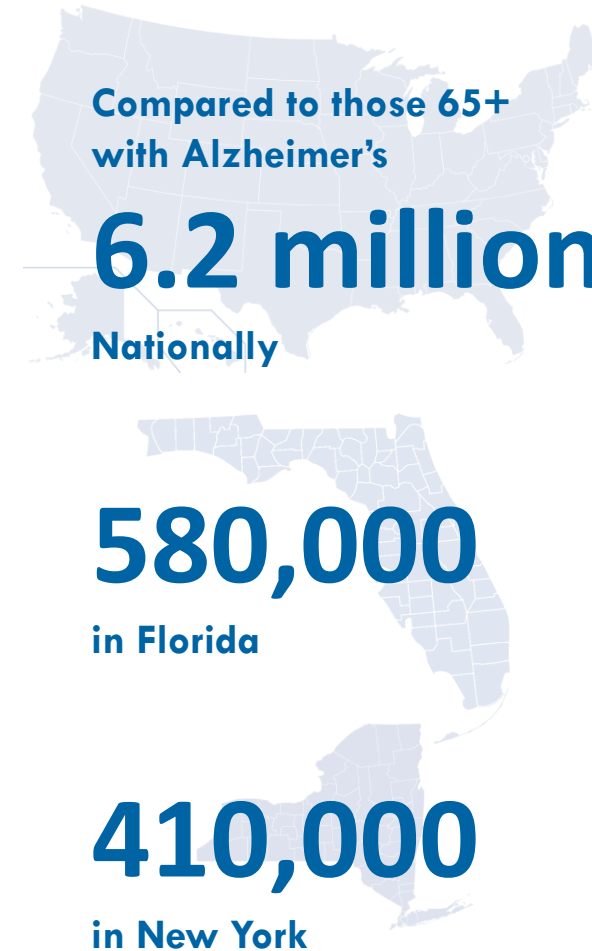 Compared to those 65+
with Alzheimer’s
6.2 million
Nationally
580,000
in Florida
410,000
in New York